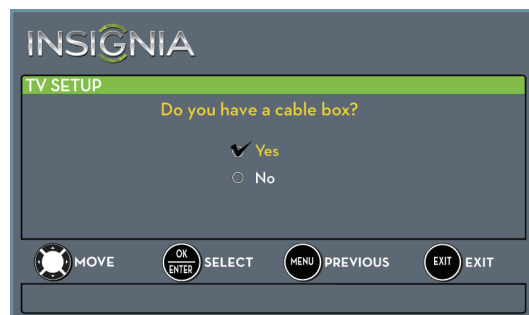 INSIGNIA
TV SETUP
Do you have a cable box?
Yes
No
MOVE OK ENTER SELECT MENU PREVIOUS EXIT EXIT